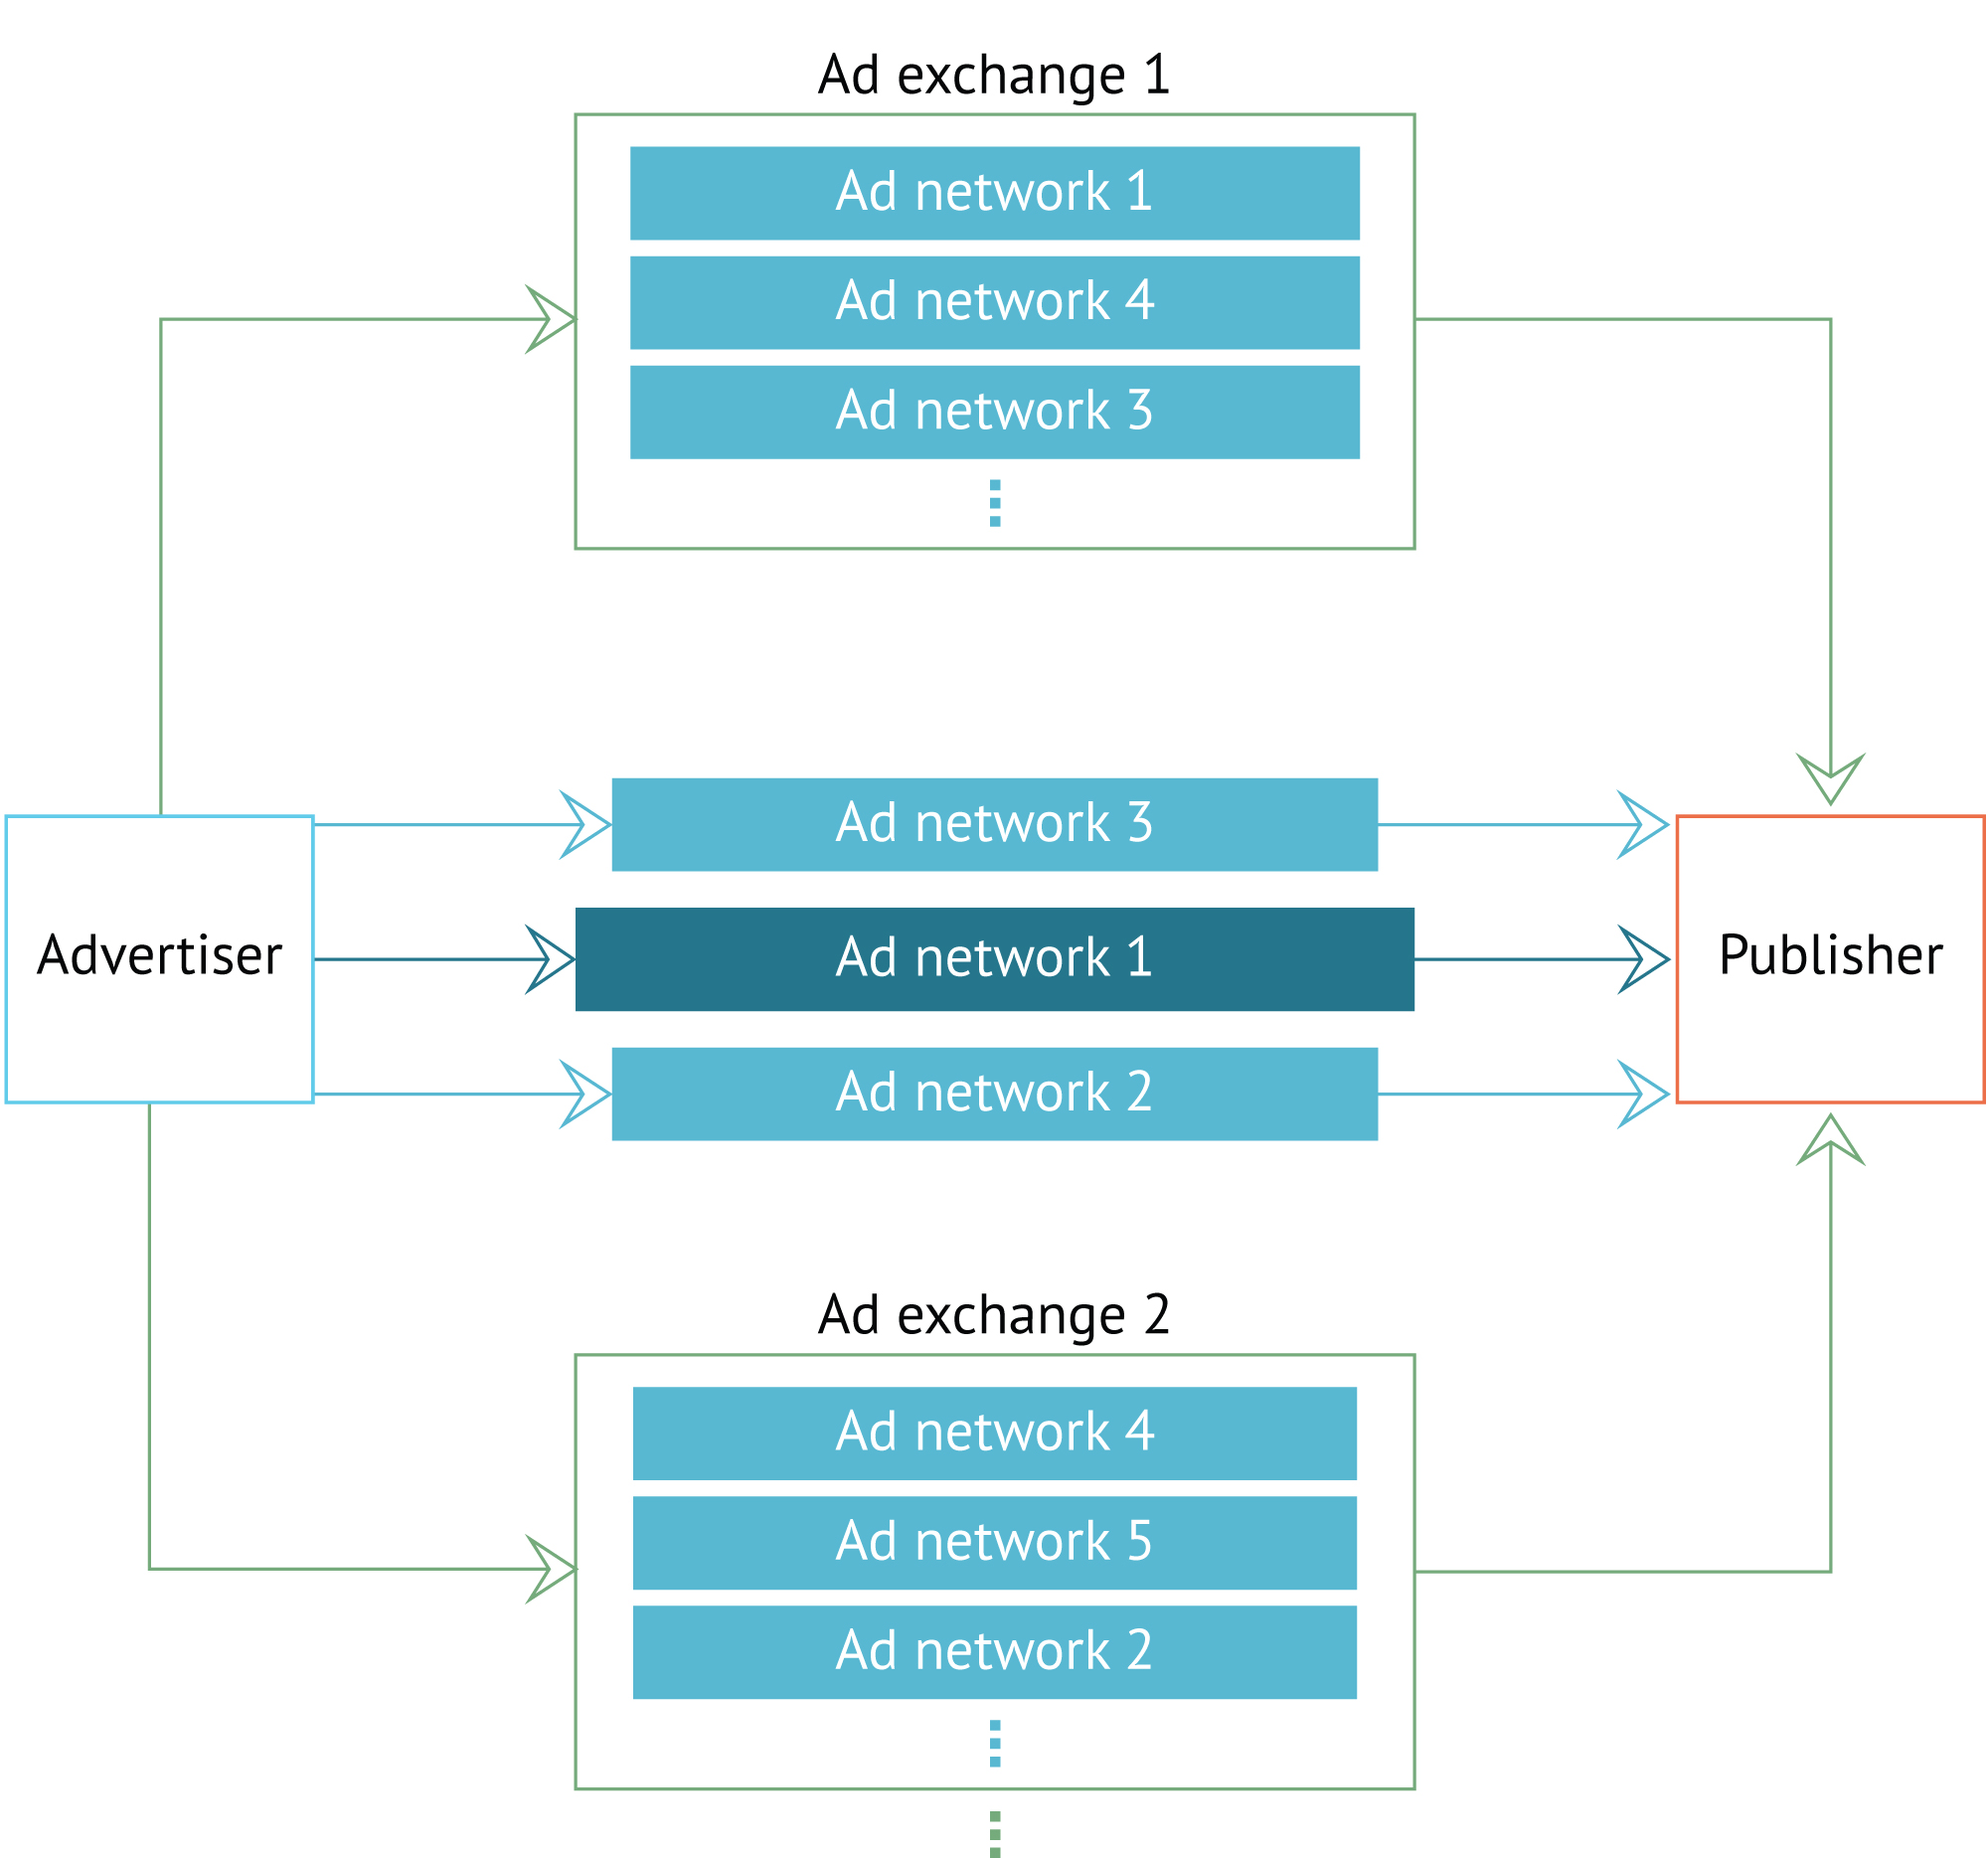 Ad exchange 1
Ad network 1
Ad network 4
Ad network 3
Ad network 3
Advertiser
Ad network 1
Publisher
Ad network 2
Ad exchange 2
Ad network 4
Ad network 5
Ad network 2